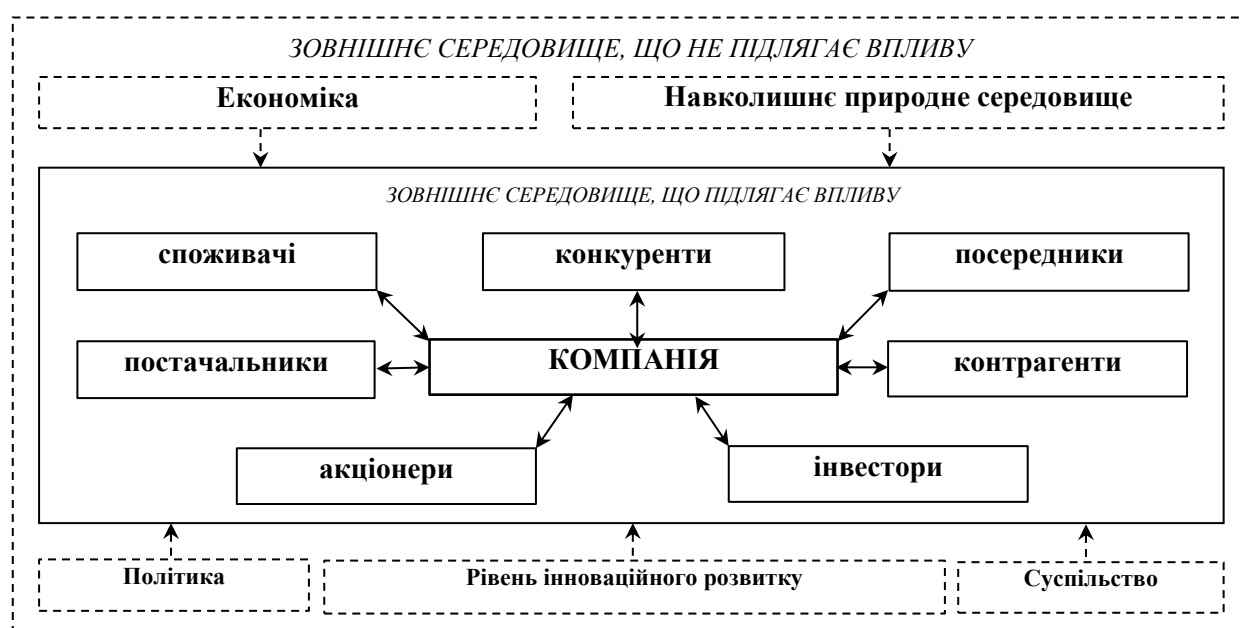 ЗОВНІШНЄ СЕРЕДОВИЩЕ, ЩО НЕ ПІДЛЯГАЄ ВПЛИВУ
Економіка
Навколишнє природне середовище
ЗОВНІШНЄ СЕРЕДОВИЩЕ, ЩО ПІДЛЯГАЄ ВПЛИВУ
споживачі
конкуренти
посередники
постачальники
КОМПАНІЯ
контрагенти
акціонери
інвестори
Політика
Рівень інноваційного розвитку
Суспільство